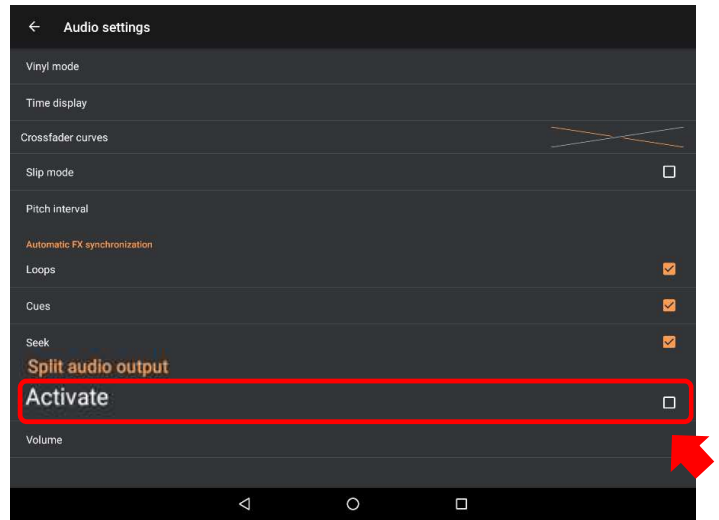 Audio settings
Vinyl mode
Time display
Crossfader curves
Slip mode
Pitch interval
Automatic FX synchronization
Loops
Cues
Seek
Split audio output
Activate
Volume